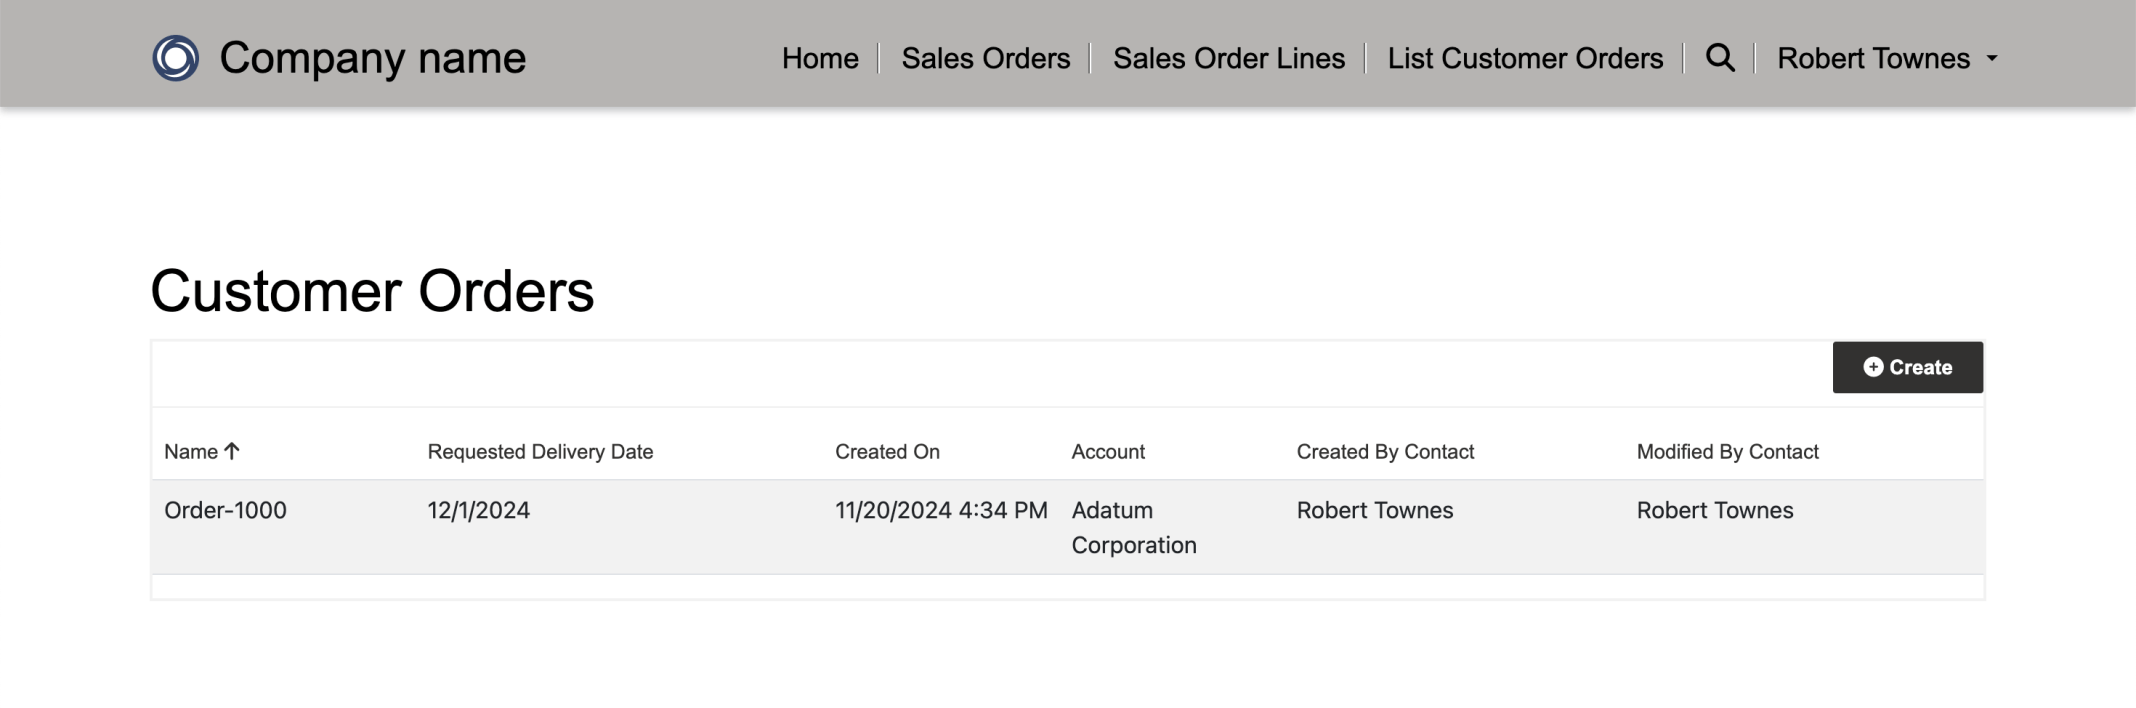 Company name
Home
Sales Orders
Sales Order Lines
List Customer Orders
Robert Townes
Customer Orders
Create
Name Requested Delivery Date Created On Account Created By Contact Modified By Contact
Order-1000 12/1/2024 11/20/2024 4:34 PM Adatum Robert Townes Robert Townes
Corporation